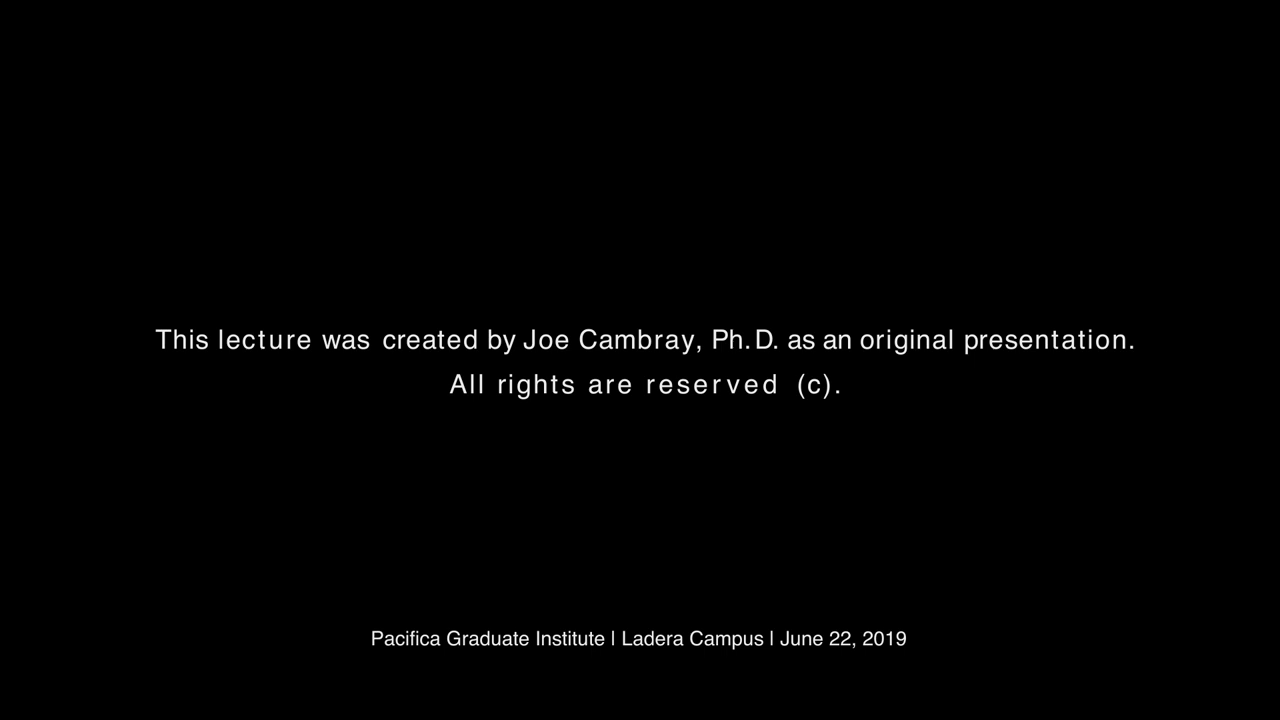 This lecture was created by Joe Cambray, Ph.D. as an original presentation.
All rights are reserved (c).
Pacifica Graduate Institute | Ladera Campus | June 22, 2019